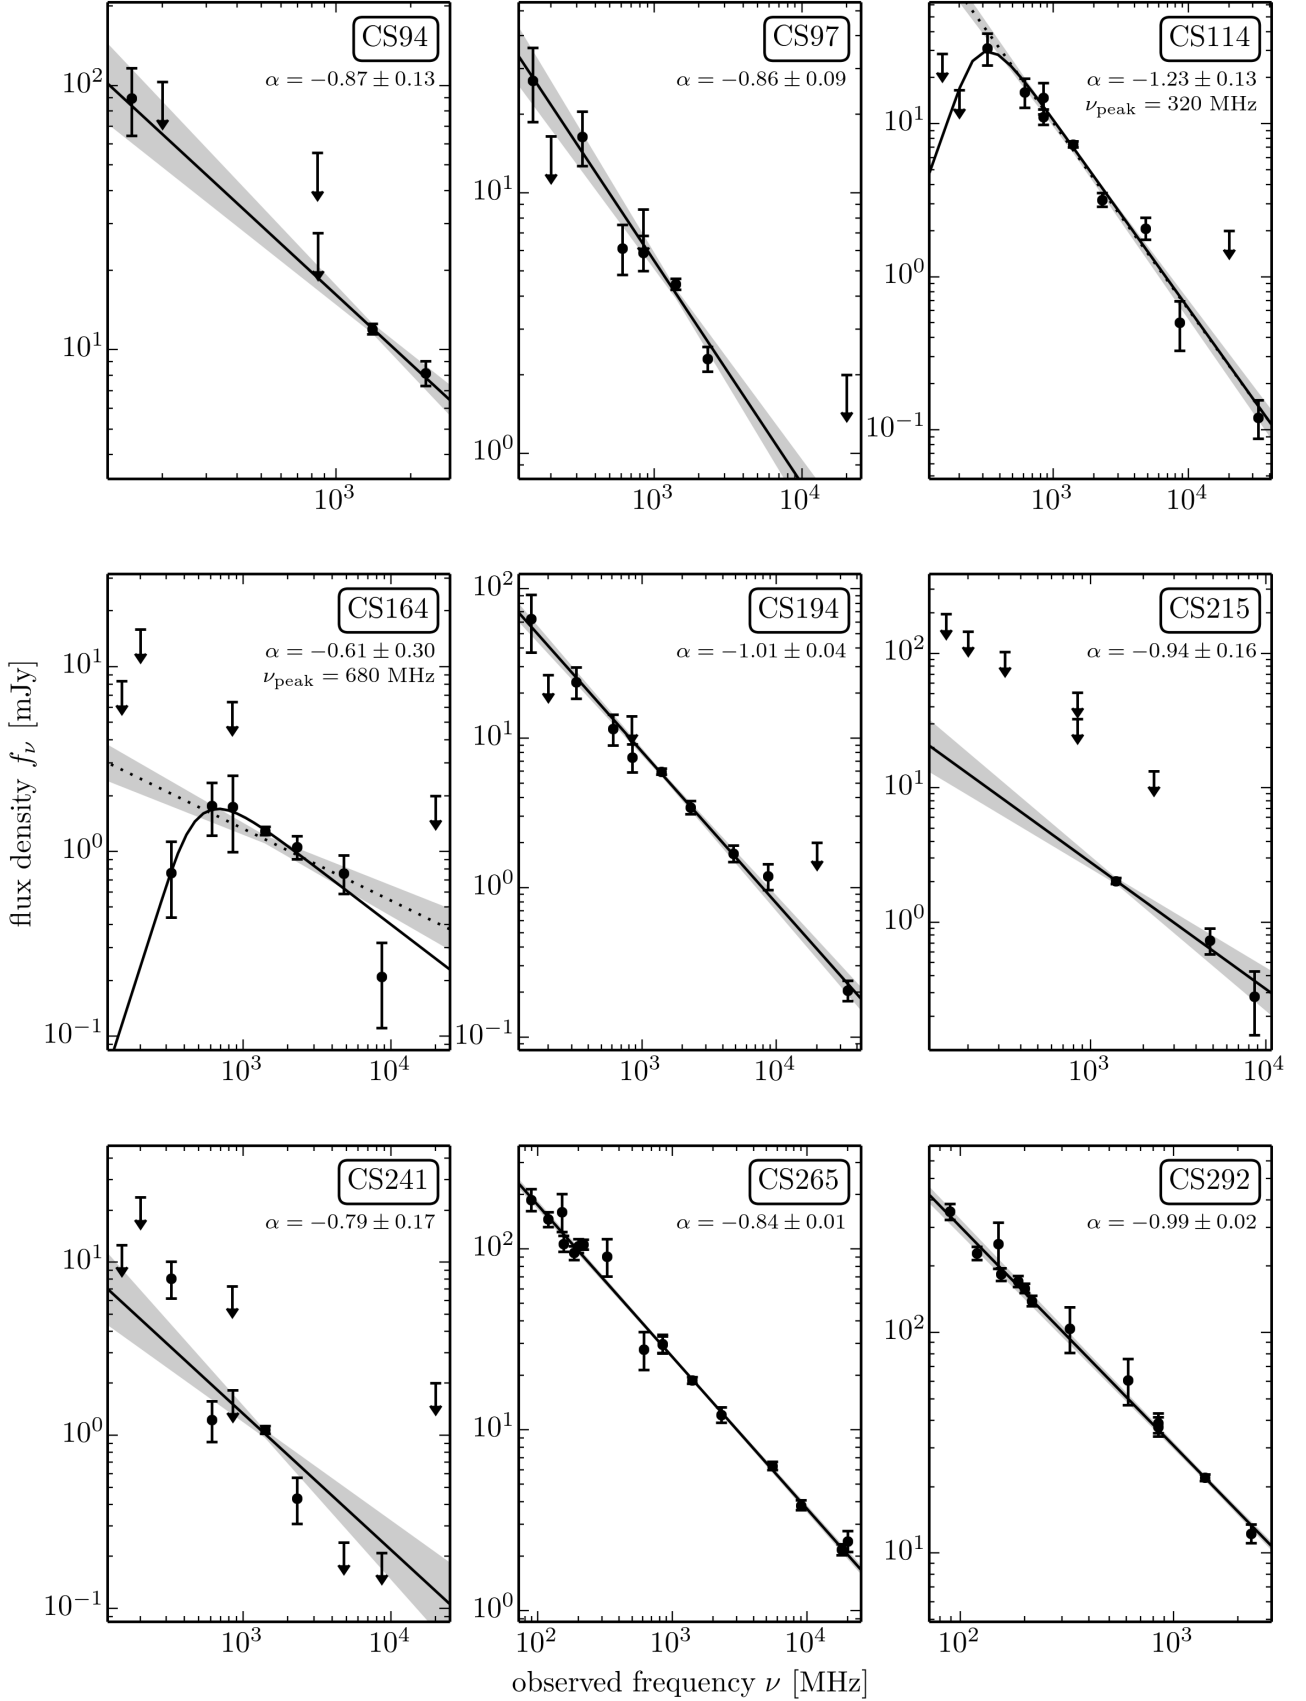 CS94
α = −0.87 ± 0.13
10²
10¹
10³
CS97
α = −0.86 ± 0.09
10¹
10⁰
10³ 10⁴
CS114
α = −1.23 ± 0.13
ν_peak = 320 MHz
10¹
10⁰
10⁻¹
10³ 10⁴
flux density f_ν [mJy]
CS164
α = −0.61 ± 0.30
ν_peak = 680 MHz
10¹
10⁰
10⁻¹
10³ 10⁴
CS194
α = −1.01 ± 0.04
10²
10¹
10⁰
10⁻¹
10³ 10⁴
CS215
α = −0.94 ± 0.16
10²
10¹
10⁰
10³ 10⁴
CS241
α = −0.79 ± 0.17
10¹
10⁰
10⁻¹
10³ 10⁴
CS265
α = −0.84 ± 0.01
10²
10¹
10⁰
10² 10³ 10⁴
CS292
α = −0.99 ± 0.02
10²
10¹
10² 10³
observed frequency ν [MHz]